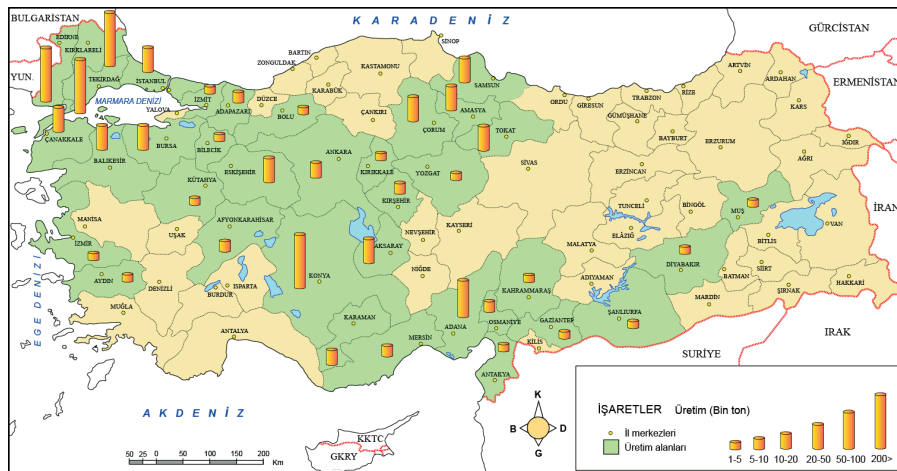 BULGARİSTAN
K A R A D E N İ Z
GÜRCİSTAN
EDİRNE
KIRKLARELİ
SİNOP
BARTIN
ZONGULDAK
KASTAMONU
ARTVİN
ARDAHAN
YUN.
TEKİRDAĞ
İSTANBUL
KARABÜK
SAMSUN
ERMENİSTAN
MARMARA DENİZİ
İZMİT
ADAPAZARI
DÜZCE
BOLU
YALOVA
ÇANKIRI
ÇORUM
AMASYA
ORDU
GİRESUN
TRABZON
RİZE
KARS
ÇANAKKALE
BURSA
BİLECİK
TOKAT
GÜMÜŞHANE
BAYBURT
IĞDIR
BALIKESİR
ESKİŞEHİR
ANKARA
KIRIKKALE
YOZGAT
SİVAS
ERZURUM
AĞRI
KÜTAHYA
KIRŞEHİR
ERZİNCAN
İRAN
MANİSA
UŞAK
AFYONKARAHİSAR
NEVŞEHİR
KAYSERİ
TUNCELİ
BİNGÖL
MUŞ
VAN
İZMİR
AKSARAY
MALATYA
ELÂZIĞ
BİTLİS
AYDIN
DENİZLİ
BURDUR
ISPARTA
KONYA
NİĞDE
KAHRAMMARAŞ
ADIYAMAN
DİYABAKIR
BATMAN
SİİRT
HAKKARİ
MUĞLA
EGE DENİZİ
ANTALYA
KARAMAN
MERSİN
ADANA
OSMANİYE
GAZİANTEP
ŞANLIURFA
MARDİN
ŞIRNAK
KİLİS
IRAK
SURİYE
ANTAKYA
A K D E N İ Z
K
B D
G
KKTC
GKRY
50 25 0 50 100 150 200
Km
İŞARETLER Üretim (Bin ton)
İl merkezleri
Üretim alanları
1-5 5-10 10-20 20-50 50-100 200>